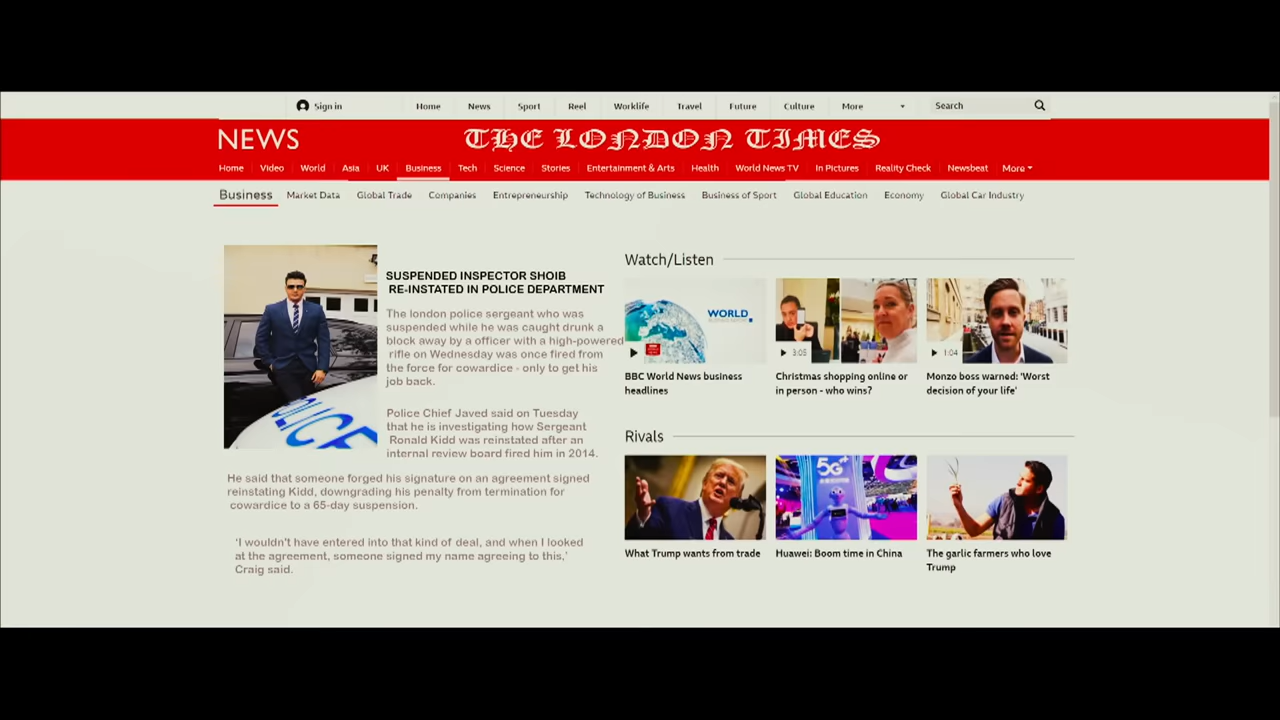 Sign in
Home News Sport Reel Worklife Travel Future Culture More Search
NEWS THE LONDON TIMES
Home Video World Asia UK Business Tech Science Stories Entertainment & Arts Health World News TV In Pictures Reality Check Newsbeat More
Business Market Data Global Trade Companies Entrepreneurship Technology of Business Business of Sport Global Education Economy Global Car Industry
POLICE
SUSPENDED INSPECTOR SHOIB
RE-INSTATED IN POLICE DEPARTMENT
The london police sergeant who was
suspended while he was caught drunk a
block away by a officer with a high-powered
rifle on Wednesday was once fired from
the force for cowardice - only to get his
job back.
Police Chief Javed said on Tuesday
that he is investigating how Sergeant
Ronald Kidd was reinstated after an
internal review board fired him in 2014.
He said that someone forged his signature on an agreement signed
reinstating Kidd, downgrading his penalty from termination for
cowardice to a 65-day suspension.
'I wouldn't have entered into that kind of deal, and when I looked
at the agreement, someone signed my name agreeing to this,'
Craig said.
Watch/Listen
WORLD
3:05
1:04
BBC World News business
headlines
Christmas shopping online or
in person - who wins?
Monzo boss warned: 'Worst
decision of your life'
Rivals
5G
What Trump wants from trade
Huawei: Boom time in China
The garlic farmers who love
Trump